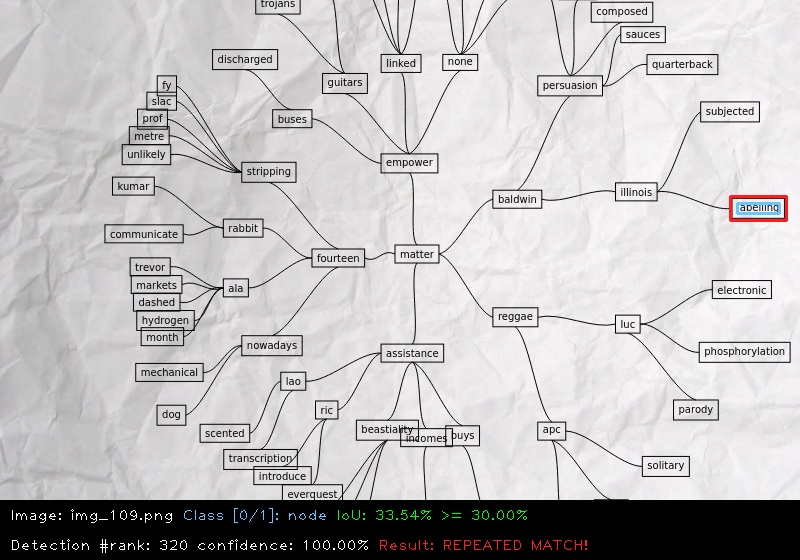 trojans
composed
sauces
quarterback
discharged
linked
none
guitars
persuasion
fy
slac
prof
metre
unlikely
buses
subjected
empower
stripping
kumar
baldwin
illinois
abelling
rabbit
communicate
matter
fourteen
trevor
markets
dashed
hydrogen
month
ala
electronic
reggae
luc
nowadays
assistance
phosphorylation
mechanical
lao
dog
ric
parody
scented
beastiality
incomes
buys
apc
transcription
introduce
solitary
everquest
Image: img_109.png Class [0/1]: node IoU: 33.54% >= 30.00%
Detection #rank: 320 confidence: 100.00% Result: REPEATED MATCH!